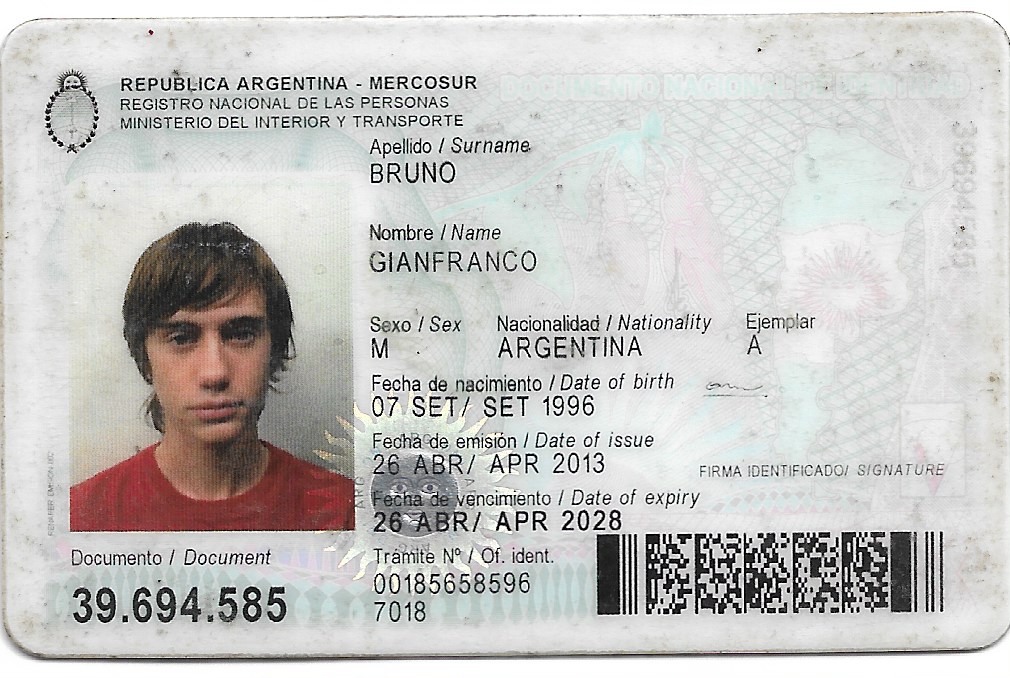 REPUBLICA ARGENTINA - MERCOSUR
REGISTRO NACIONAL DE LAS PERSONAS
MINISTERIO DEL INTERIOR Y TRANSPORTE
DOCUMENTO NACIONAL DE IDENTIDAD
Apellido / Surname
BRUNO
Nombre / Name
GIANFRANCO
Sexo / Sex Nacionalidad / Nationality Ejemplar
M ARGENTINA A
Fecha de nacimiento / Date of birth
07 SET/ SET 1996
Fecha de emisión / Date of issue
26 ABR/ APR 2013
FIRMA IDENTIFICADO/ SIGNATURE
Fecha de vencimiento / Date of expiry
26 ABR/ APR 2028
Documento / Document
39.694.585
Trámite Nº / Of. ident.
00185658596
7018
39694585